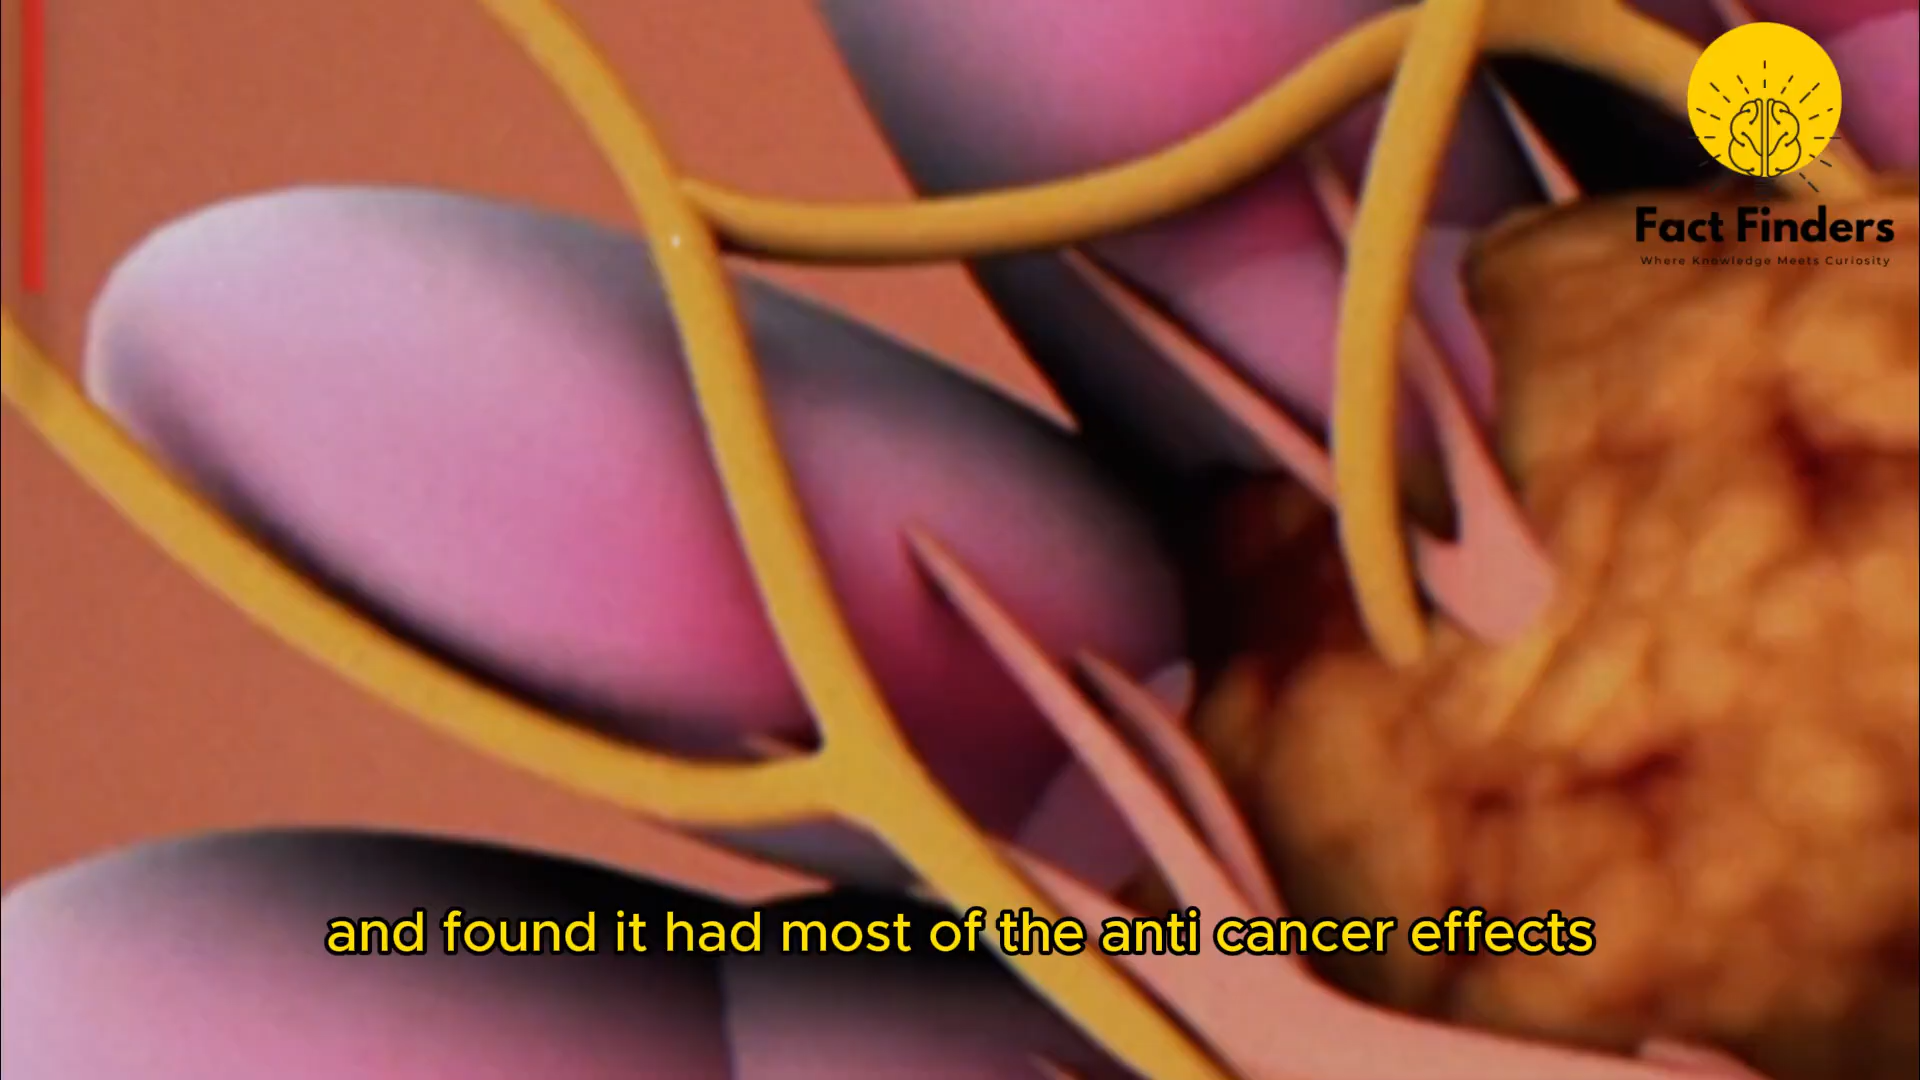 Fact Finders
Where Knowledge Meets Curiosity
and found it had most of the anti cancer effects